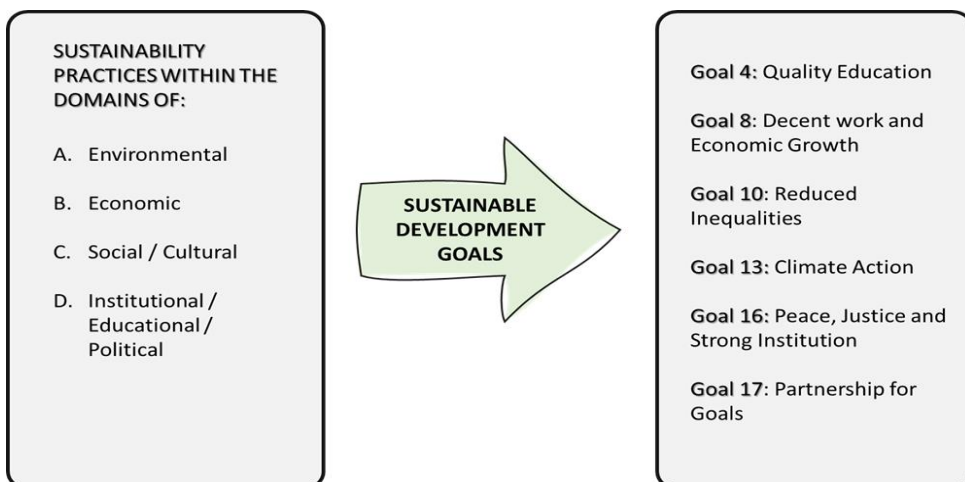 SUSTAINABILITY
PRACTICES WITHIN THE
DOMAINS OF:
A. Environmental
B. Economic
C. Social / Cultural
D. Institutional /
Educational /
Political
SUSTAINABLE
DEVELOPMENT
GOALS
Goal 4: Quality Education
Goal 8: Decent work and
Economic Growth
Goal 10: Reduced
Inequalities
Goal 13: Climate Action
Goal 16: Peace, Justice and
Strong Institution
Goal 17: Partnership for
Goals